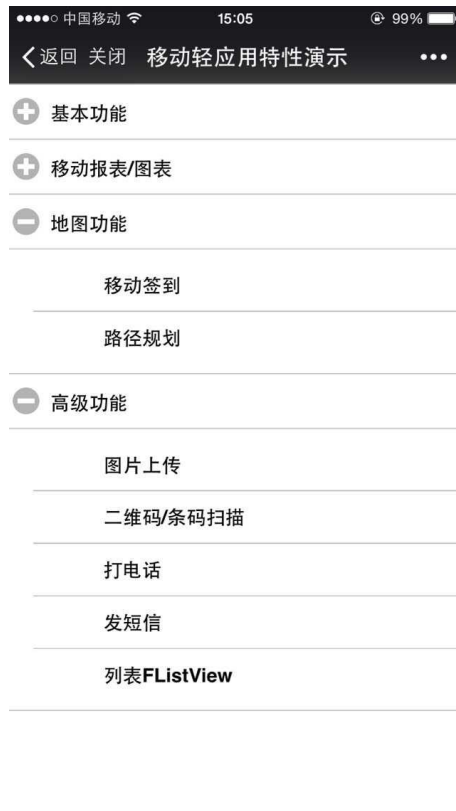 中国移动 15:05 99%
返回 关闭 移动轻应用特性演示
基本功能
移动报表/图表
地图功能
移动签到
路径规划
高级功能
图片上传
二维码/条码扫描
打电话
发短信
列表FListView